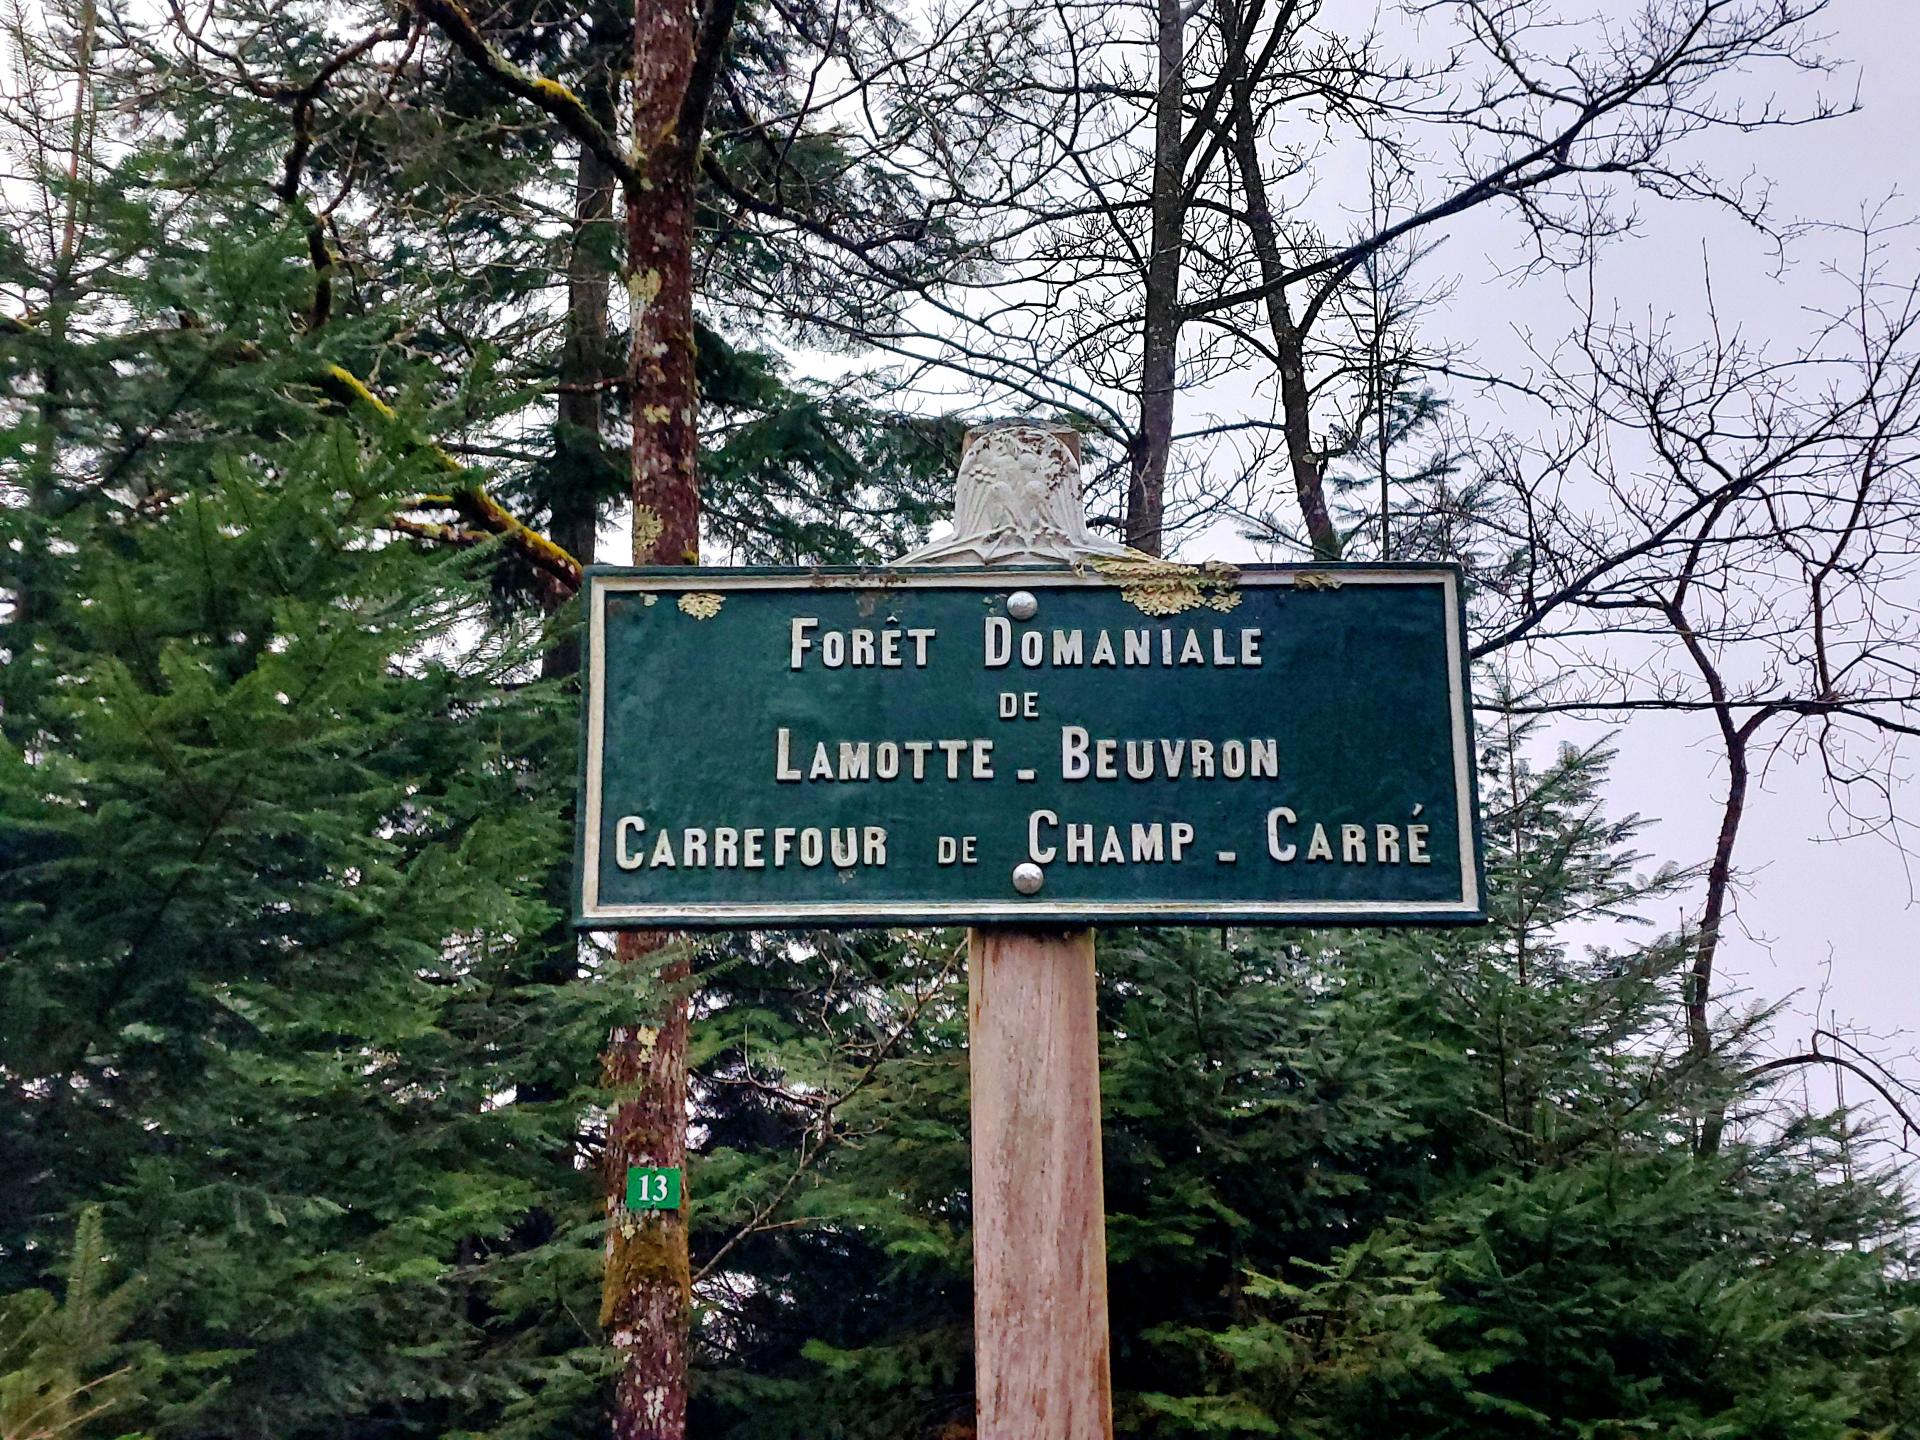 FORÊT DOMANIALE
DE
LAMOTTE - BEUVRON
CARREFOUR DE CHAMP - CARRÉ
13